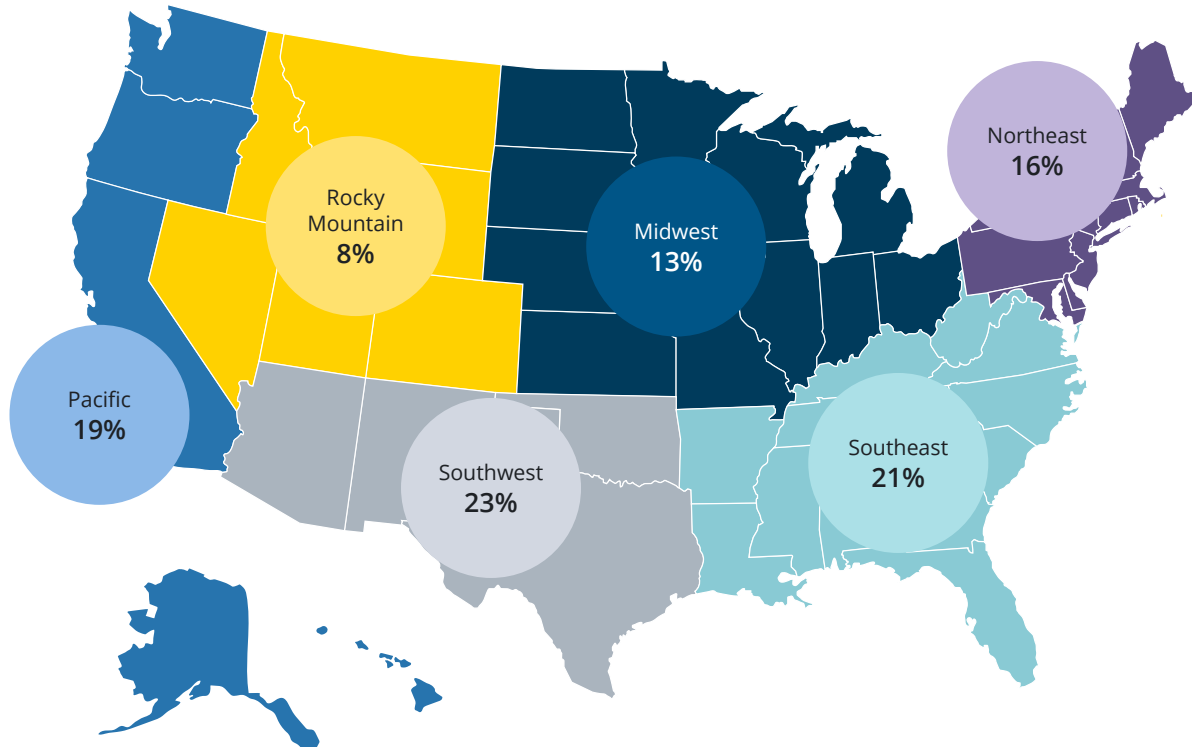 Northeast
16%
Rocky
Mountain
8%
Midwest
13%
Pacific
19%
Southwest
23%
Southeast
21%